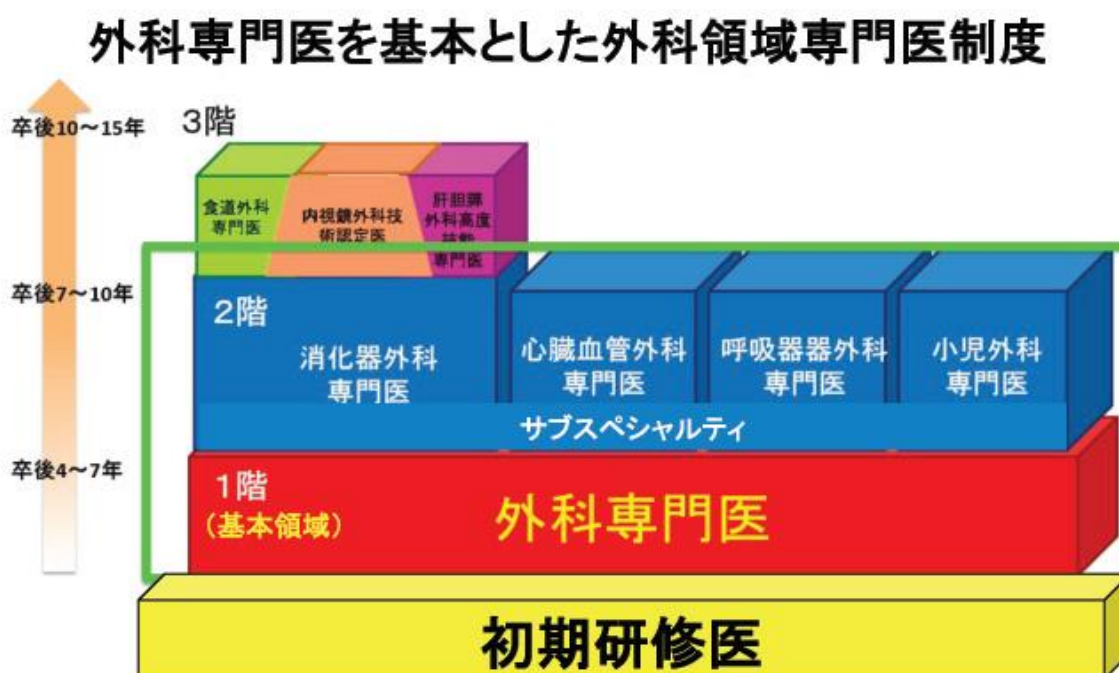 外科専門医を基本とした外科領域専門医制度
卒後10～15年
3階
食道外科
専門医
内視鏡外科技
術認定医
肝胆膵
外科高度
技能
専門医
卒後7～10年
2階
消化器外科
専門医
心臓血管外科
専門医
呼吸器器外科
専門医
小児外科
専門医
サブスペシャルティ
卒後4～7年
1階
（基本領域）
外科専門医
初期研修医